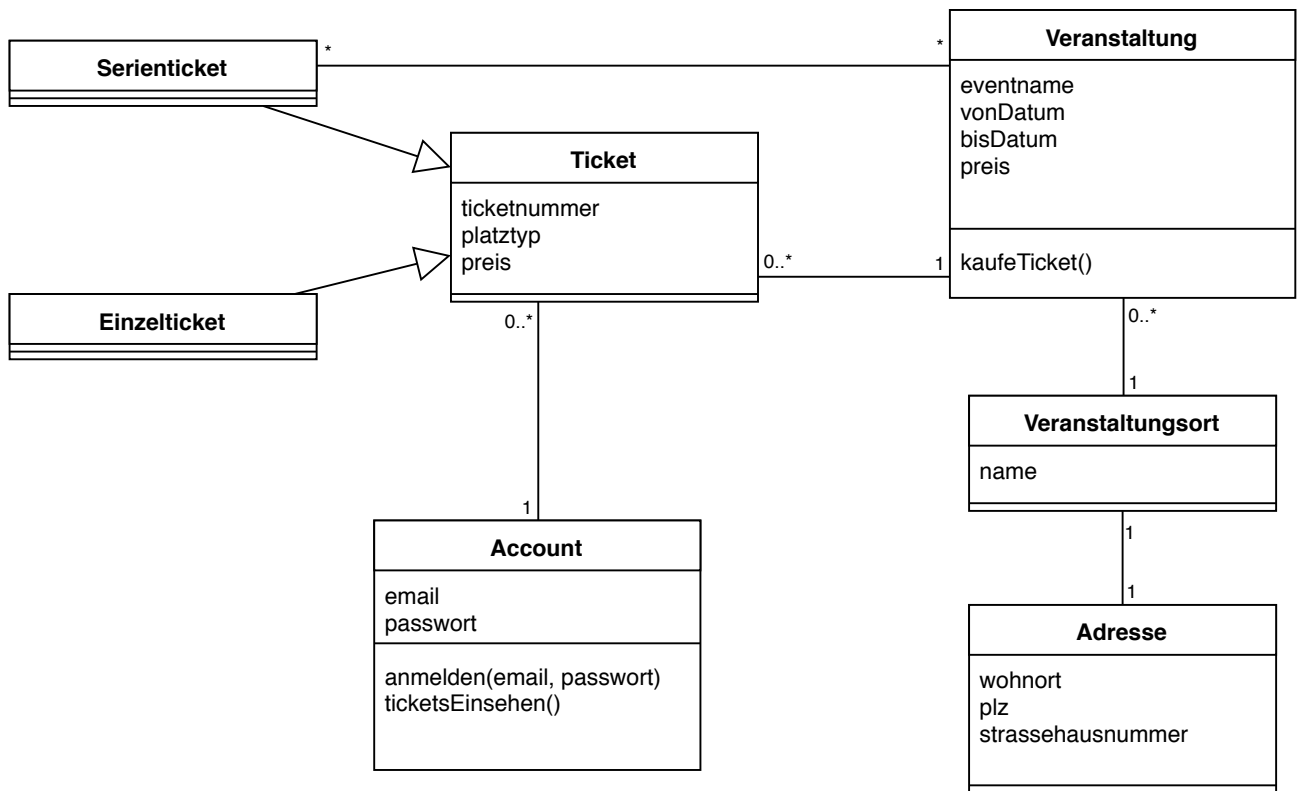 Serienticket
*
*
Veranstaltung
eventname
vonDatum
bisDatum
preis
kaufeTicket()
Ticket
ticketnummer
platztyp
preis
0..*
1
Einzelticket
0..*
1
0..*
1
Veranstaltungsort
name
1
1
Account
email
passwort
anmelden(email, passwort)
ticketsEinsehen()
Adresse
wohnort
plz
strassehausnummer